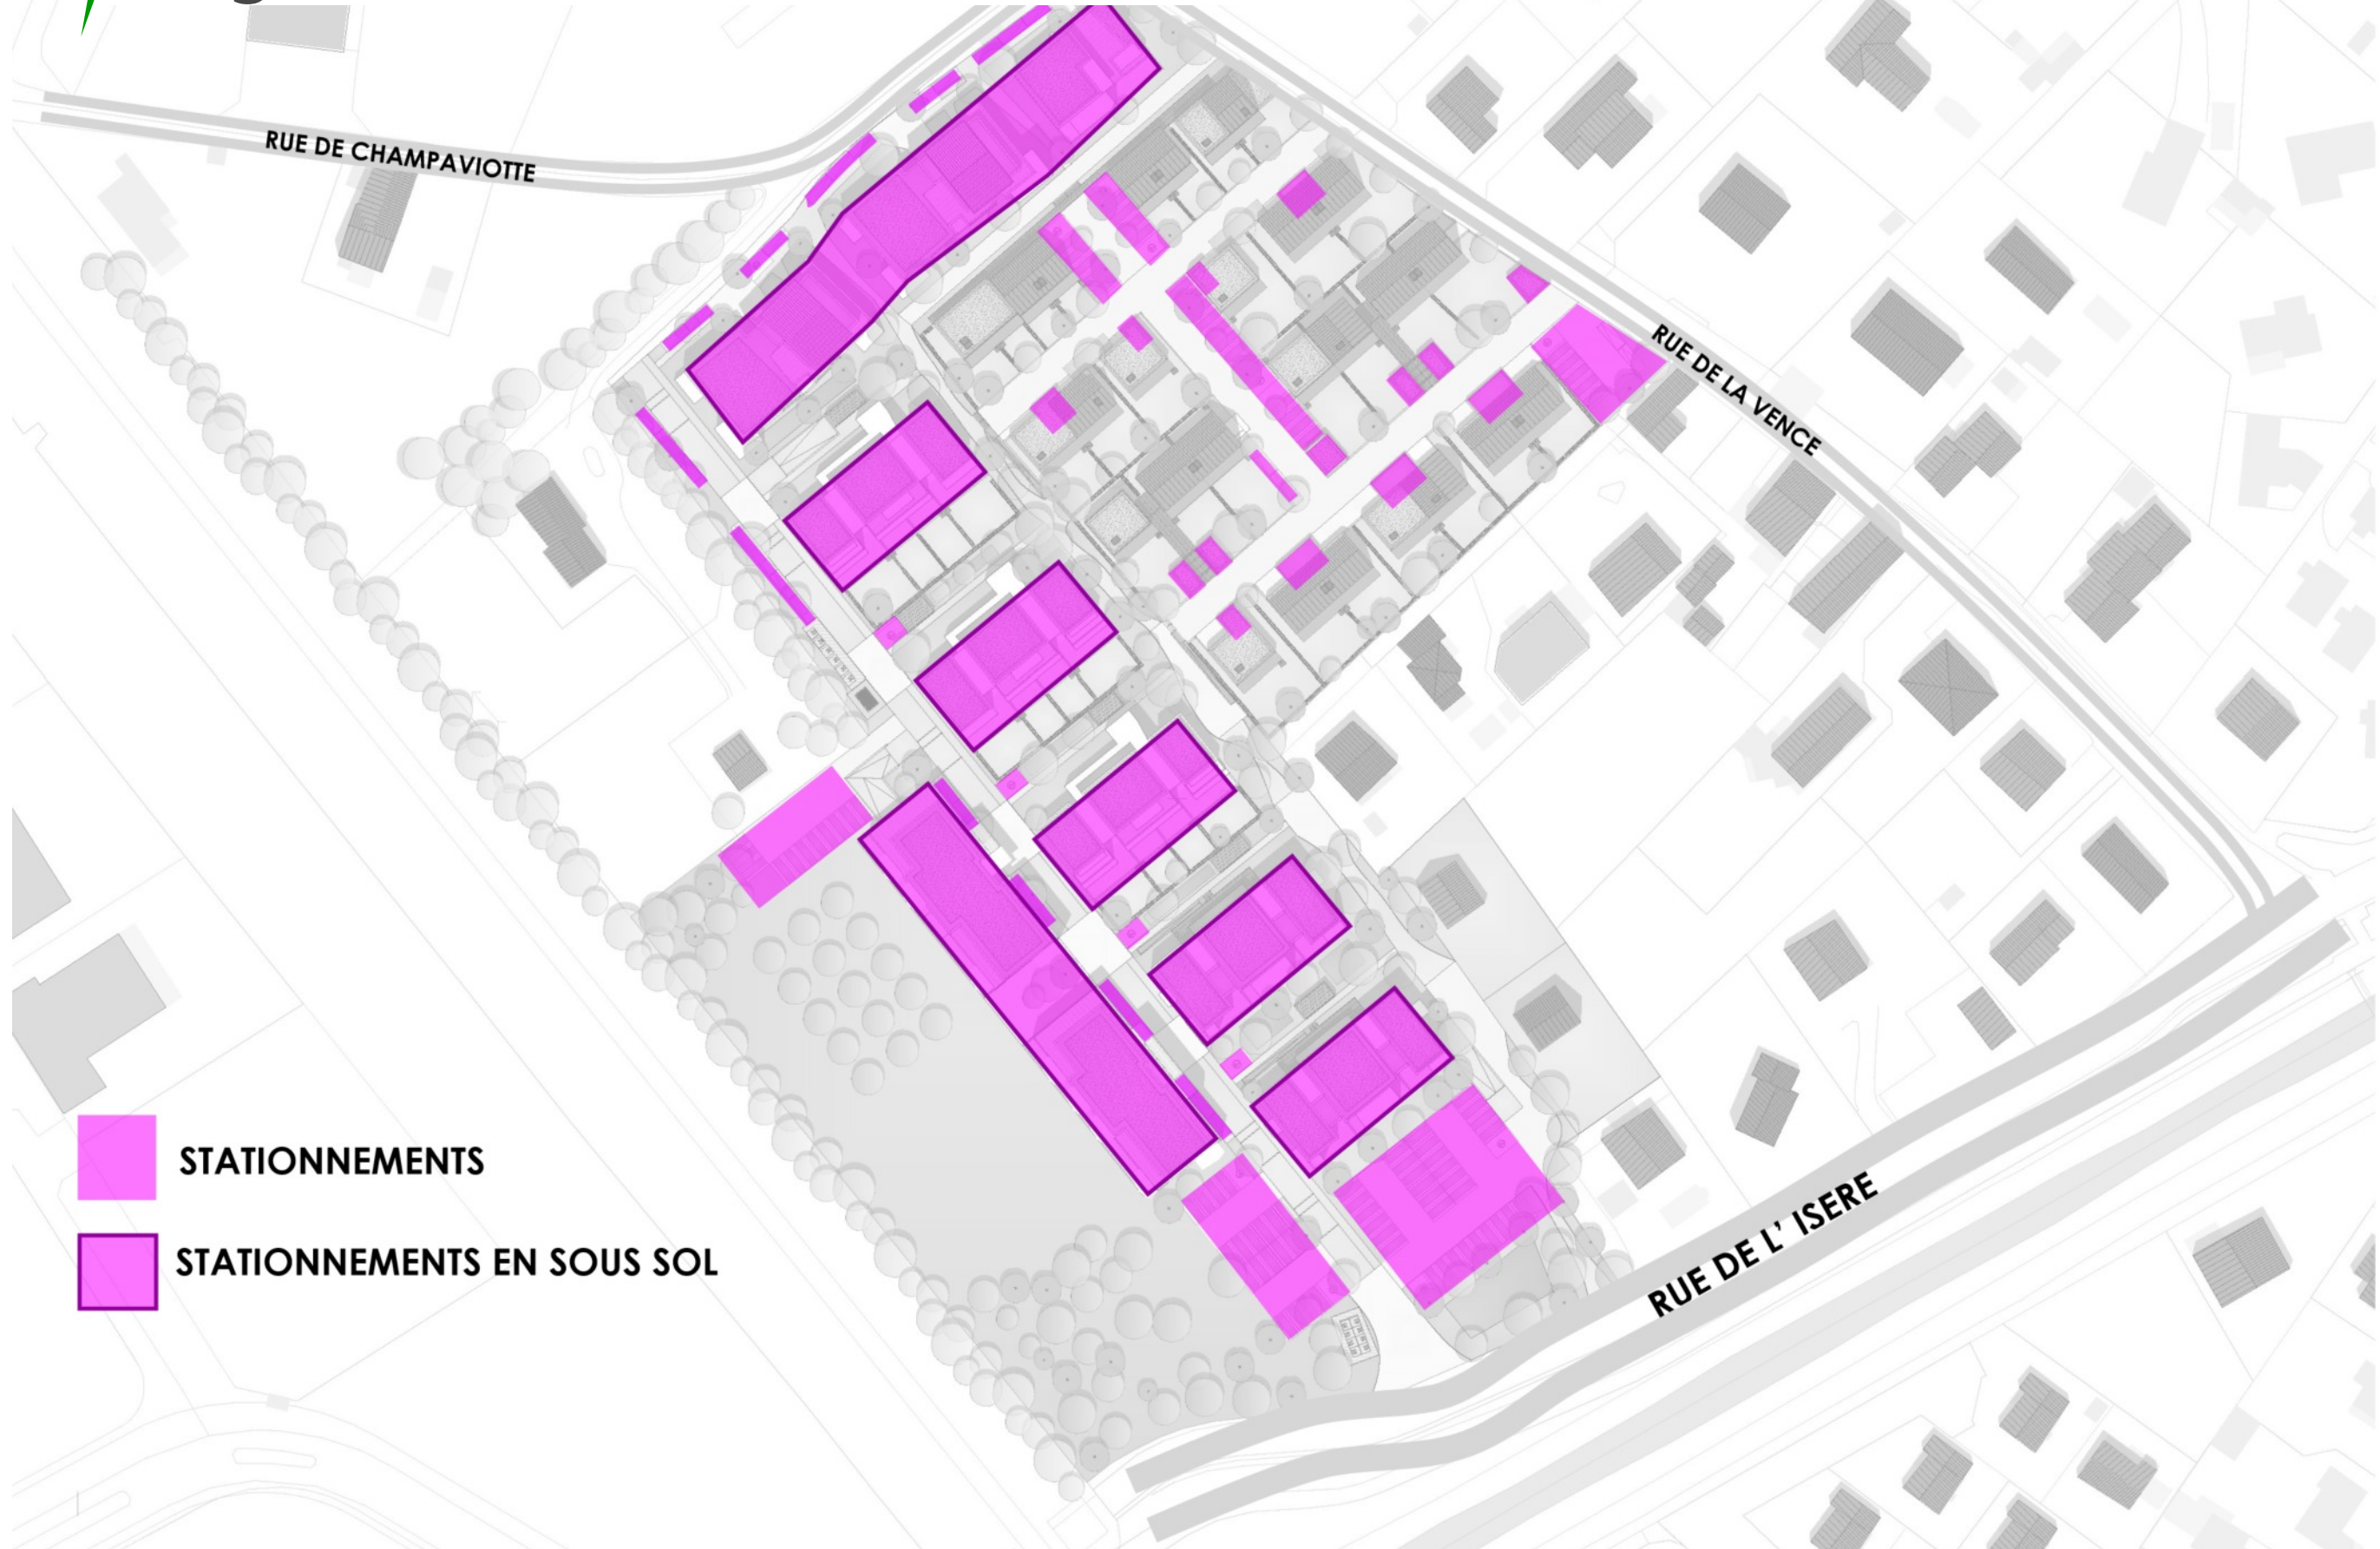 RUE DE CHAMPAVIOTTE
RUE DE LA VENCE
STATIONNEMENTS
STATIONNEMENTS EN SOUS SOL
RUE DE L' ISERE